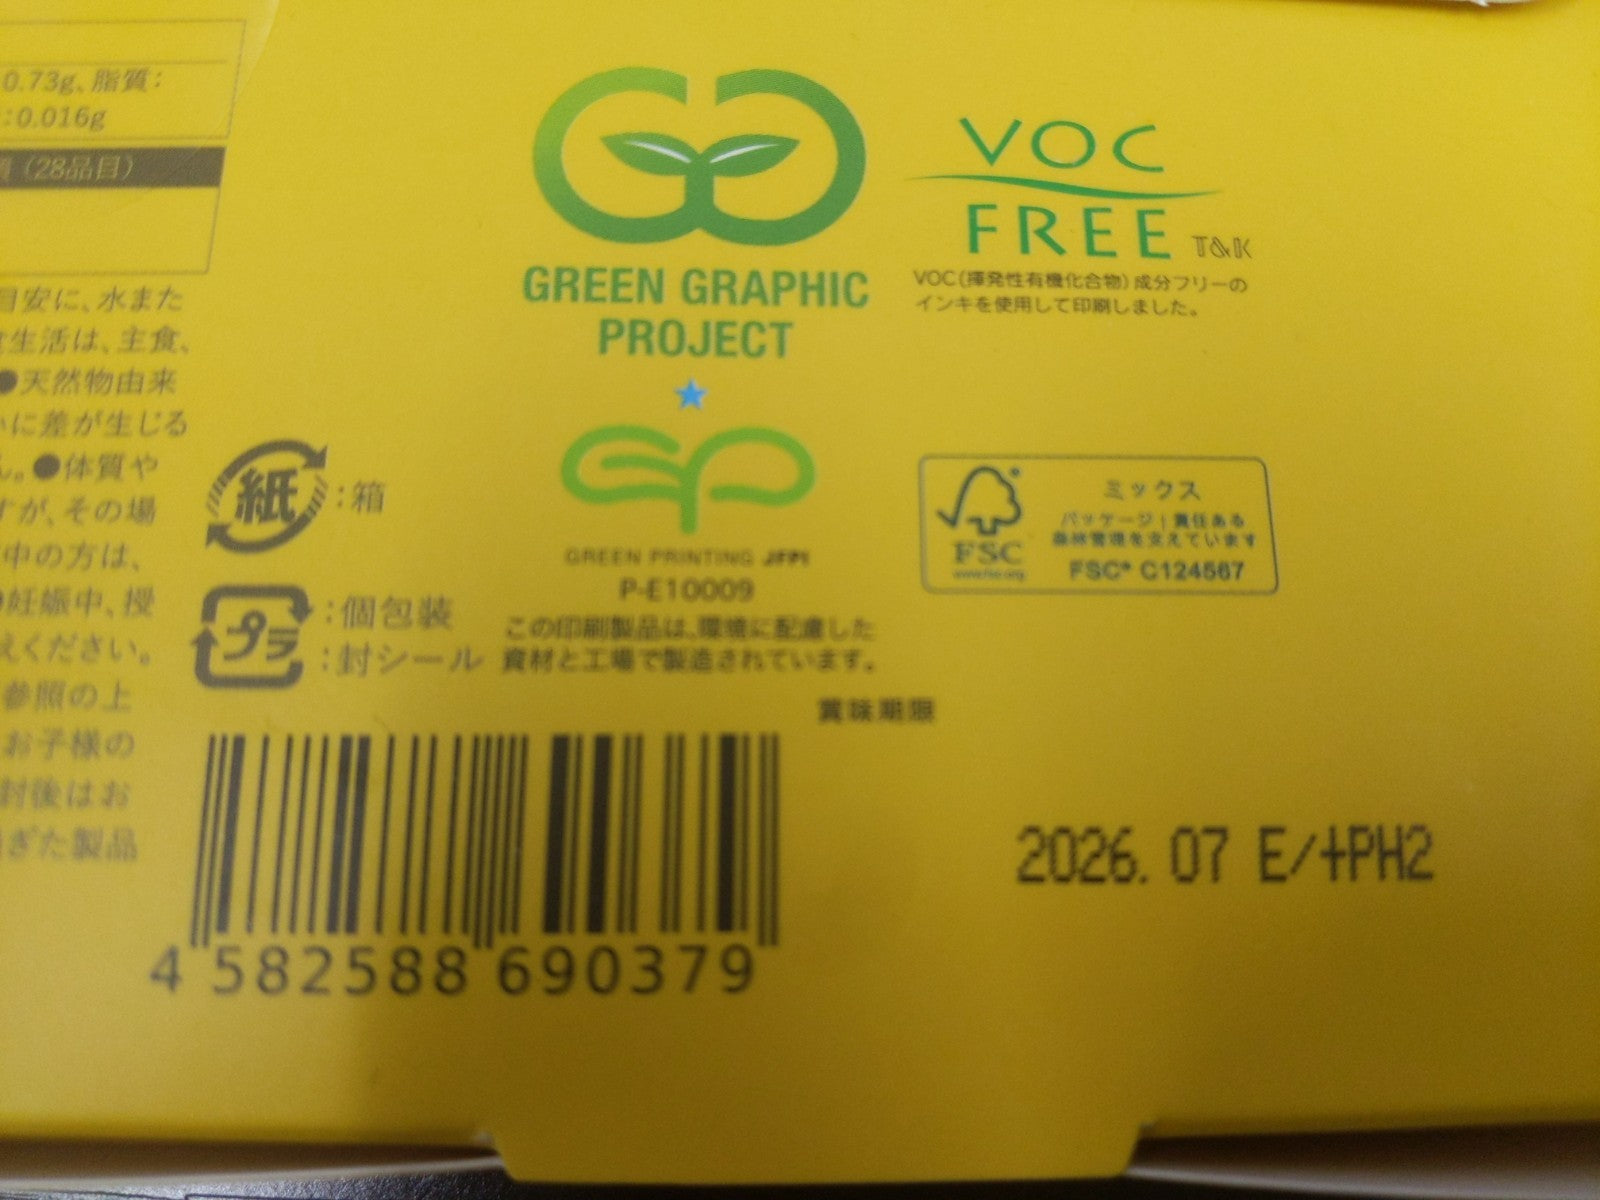 0.73g、脂質：
：0.016g
（28品目）
目安に、水また
食生活は、主食、
●天然物由来
いに差が生じる
ん。●体質や
すが、その場
中の方は、
●妊娠中、授
えください。
参照の上
お子様の
封後はお
過ぎた製品
GREEN GRAPHIC
PROJECT
VOC
FREE T&K
VOC（揮発性有機化合物）成分フリーの
インキを使用して印刷しました。
紙：箱
プラ：個包装
：封シール
GREEN PRINTING JFPI
P-E10009
この印刷製品は、環境に配慮した
資材と工場で製造されています。
FSC
www.fsc.org
ミックス
パッケージ｜責任ある
森林管理を支えています
FSC® C124567
賞味期限
2026. 07 E/+PH2
4 582588 690379